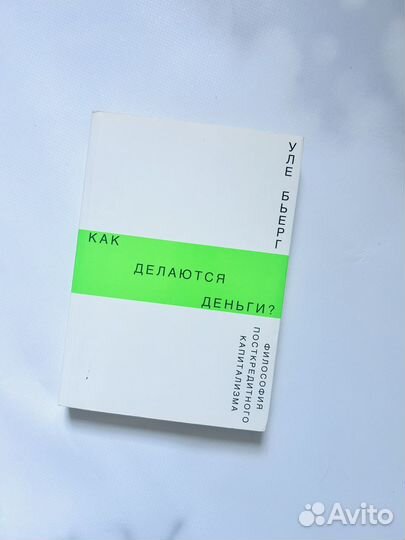 УЛЕ БЬЕРГ
КАК
ДЕЛАЮТСЯ
ДЕНЬГИ?
ФИЛОСОФИЯ
ПОСТКРЕДИТНОГО
КАПИТАЛИЗМА
Avito